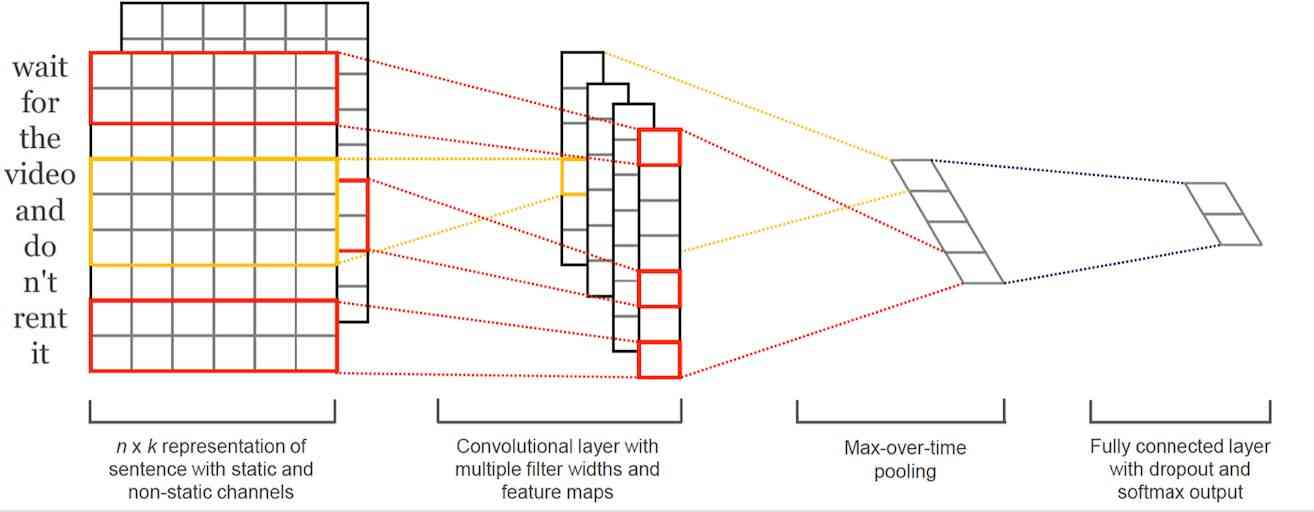 wait
for
the
video
and
do
n't
rent
it
n x k representation of
sentence with static and
non-static channels
Convolutional layer with
multiple filter widths and
feature maps
Max-over-time
pooling
Fully connected layer
with dropout and
softmax output